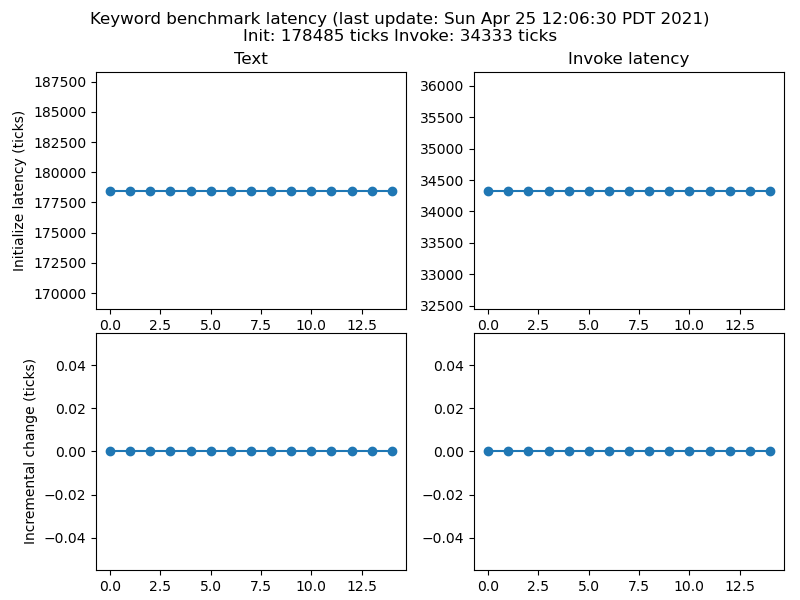 Keyword benchmark latency (last update: Sun Apr 25 12:06:30 PDT 2021)
Init: 178485 ticks Invoke: 34333 ticks
Text
Initialize latency (ticks)
187500
185000
182500
180000
177500
175000
172500
170000
0.0 2.5 5.0 7.5 10.0 12.5
Invoke latency
36000
35500
35000
34500
34000
33500
33000
32500
0.0 2.5 5.0 7.5 10.0 12.5
Incremental change (ticks)
0.04
0.02
0.00
−0.02
−0.04
0.0 2.5 5.0 7.5 10.0 12.5
0.04
0.02
0.00
−0.02
−0.04
0.0 2.5 5.0 7.5 10.0 12.5